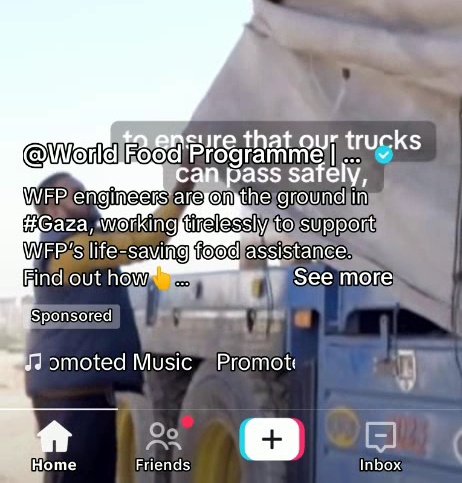 to ensure that our trucks
@World Food Programme | ...
can pass safely,
WFP engineers are on the ground in
#Gaza, working tirelessly to support
WFP's life-saving food assistance.
Find out how👆... See more
Sponsored
omoted Music Promote
Home Friends Inbox